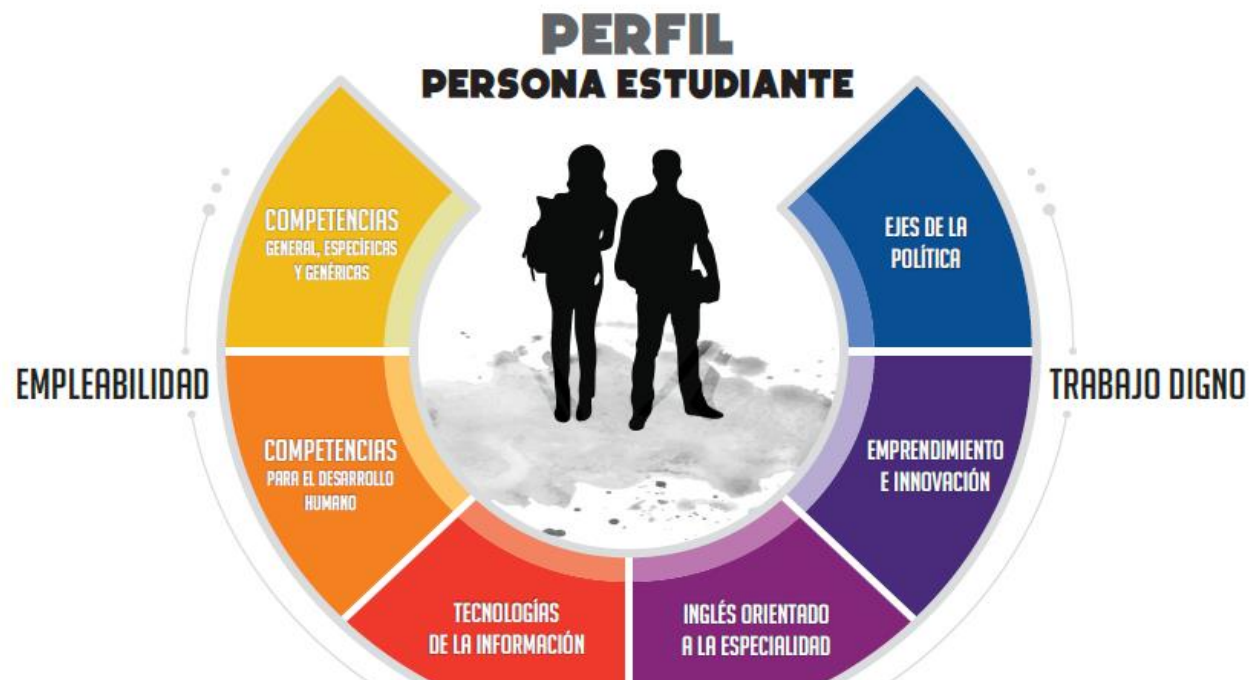 PERFIL
PERSONA ESTUDIANTE
COMPETENCIAS
GENERAL, ESPECÍFICAS
Y GENÉRICAS
EJES DE LA
POLÍTICA
EMPLEABILIDAD
TRABAJO DIGNO
COMPETENCIAS
PARA EL DESARROLLO
HUMANO
EMPRENDIMIENTO
E INNOVACIÓN
TECNOLOGÍAS
DE LA INFORMACIÓN
INGLÉS ORIENTADO
A LA ESPECIALIDAD